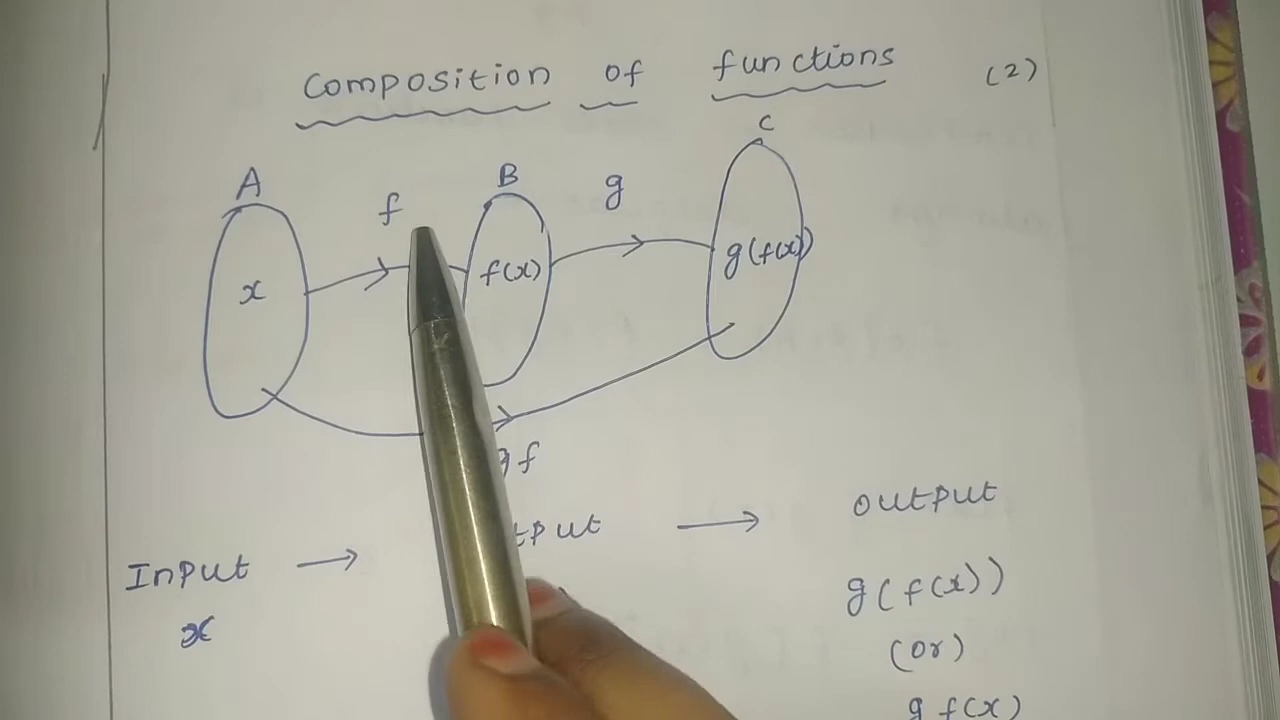 Composition of functions (2)
A B C
f g
x f(x) g(f(x))
f
Input → → output
x g(f(x))
(or)
g f(x)